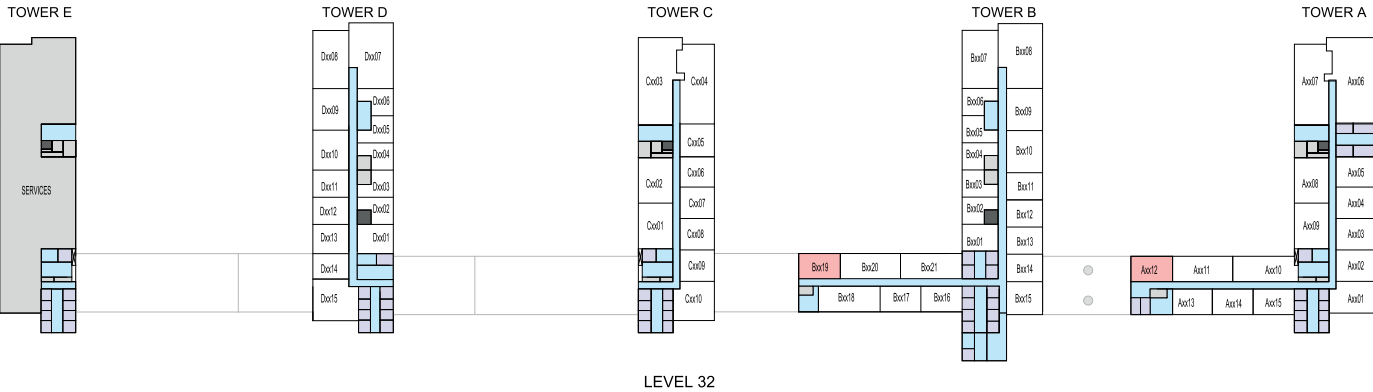 TOWER E
TOWER D
TOWER C
TOWER B
TOWER A
SERVICES
Dxx08
Dxx07
Dxx09
Dxx06
Dxx05
Dxx10
Dxx04
Dxx11
Dxx03
Dxx12
Dxx02
Dxx13
Dxx01
Dxx14
Dxx15
Cxx03
Cxx04
Cxx05
Cxx02
Cxx06
Cxx07
Cxx01
Cxx08
Cxx09
Cxx10
Bxx07
Bxx08
Bxx06
Bxx09
Bxx05
Bxx04
Bxx10
Bxx03
Bxx11
Bxx02
Bxx12
Bxx01
Bxx13
Bxx19
Bxx20
Bxx21
Bxx14
Bxx18
Bxx17
Bxx16
Bxx15
Axx07
Axx06
Axx08
Axx05
Axx04
Axx09
Axx03
Axx12
Axx11
Axx10
Axx02
Axx13
Axx14
Axx15
Axx01
LEVEL 32